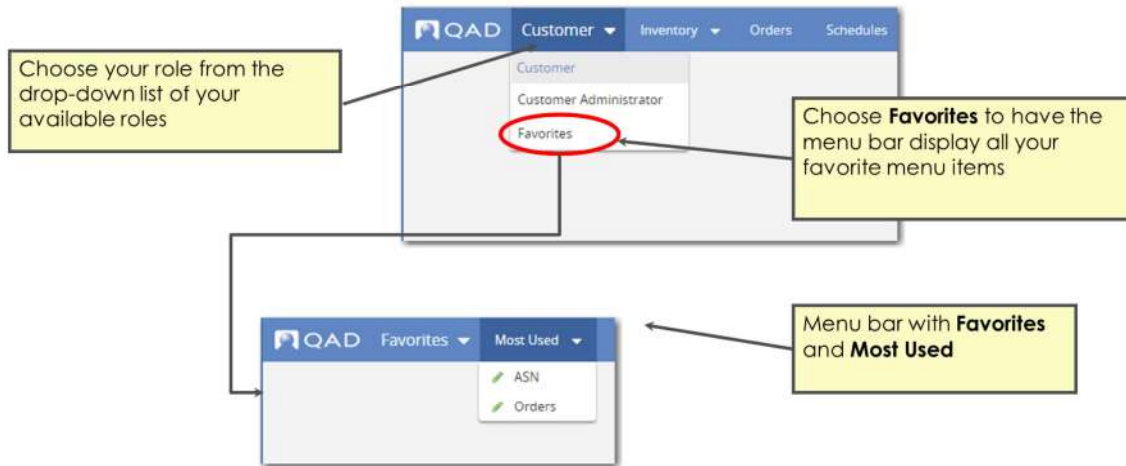 QAD Customer Inventory Orders Schedules
Choose your role from the
drop-down list of your
available roles
Customer
Customer Administrator
Favorites
Choose Favorites to have the
menu bar display all your
favorite menu items
QAD Favorites Most Used
ASN
Orders
Menu bar with Favorites
and Most Used